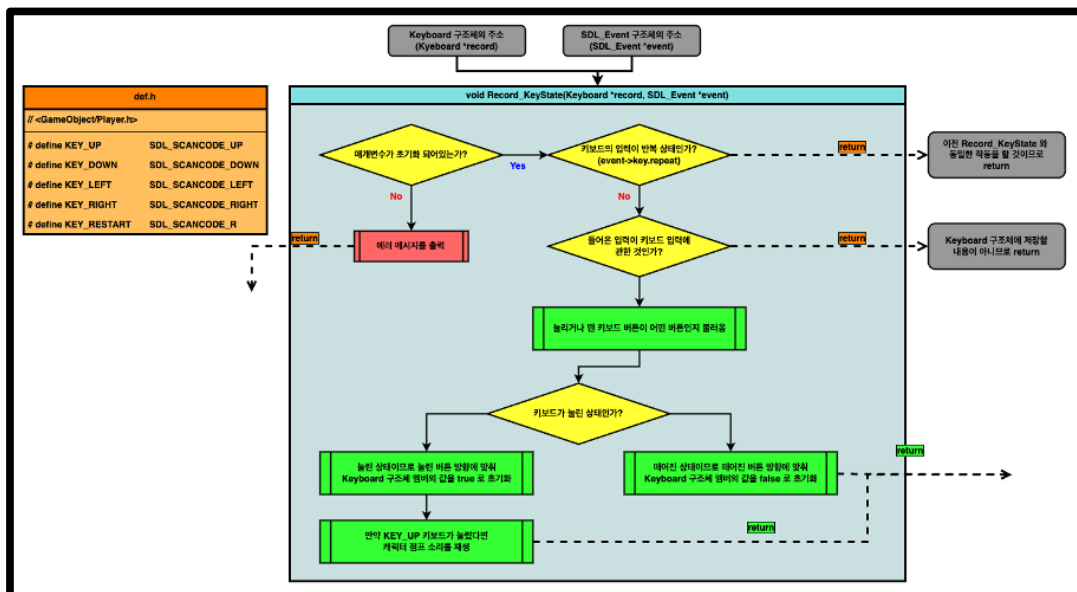 Keyboard 구조체의 주소
(Kyeboard *record)
SDL_Event 구조체의 주소
(SDL_Event *event)
def.h
// <GameObject/Player.h>
# define KEY_UP SDL_SCANCODE_UP
# define KEY_DOWN SDL_SCANCODE_DOWN
# define KEY_LEFT SDL_SCANCODE_LEFT
# define KEY_RIGHT SDL_SCANCODE_RIGHT
# define KEY_RESTART SDL_SCANCODE_R
void Record_KeyState(Keyboard *record, SDL_Event *event)
매개변수가 초기화 되어있는가?
Yes
키보드의 입력이 반복 상태인가?
(event->key.repeat)
return
이전 Record_KeyState 와
동일한 작동을 할 것이므로
return
No
No
return
에러 메시지를 출력
들어온 입력이 키보드 입력에
관한 것인가?
return
Keyboard 구조체에 저장할
내용이 아니므로 return
눌리거나 뗀 키보드 버튼이 어떤 버튼인지 불러옴
키보드가 눌린 상태인가?
눌린 상태이므로 눌린 버튼 방향에 맞춰
Keyboard 구조체 멤버의 값을 true 로 초기화
떼어진 상태이므로 떼어진 버튼 방향에 맞춰
Keyboard 구조체 멤버의 값을 false 로 초기화
return
만약 KEY_UP 키보드가 눌렸다면
캐릭터 점프 소리를 재생
return